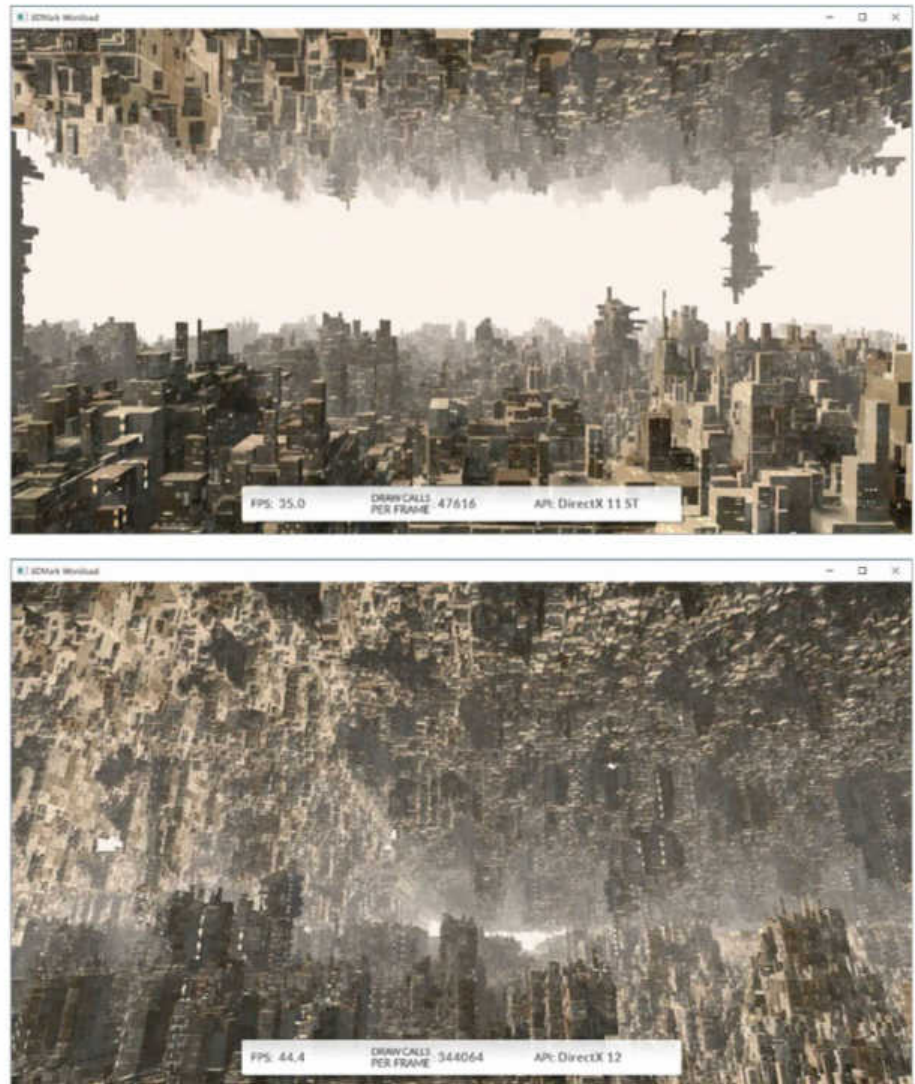 3DMark Workload
FPS: 35.0 DRAW CALLS PER FRAME: 47616 API: DirectX 11 ST
3DMark Workload
FPS: 44.4 DRAW CALLS PER FRAME: 344064 API: DirectX 12